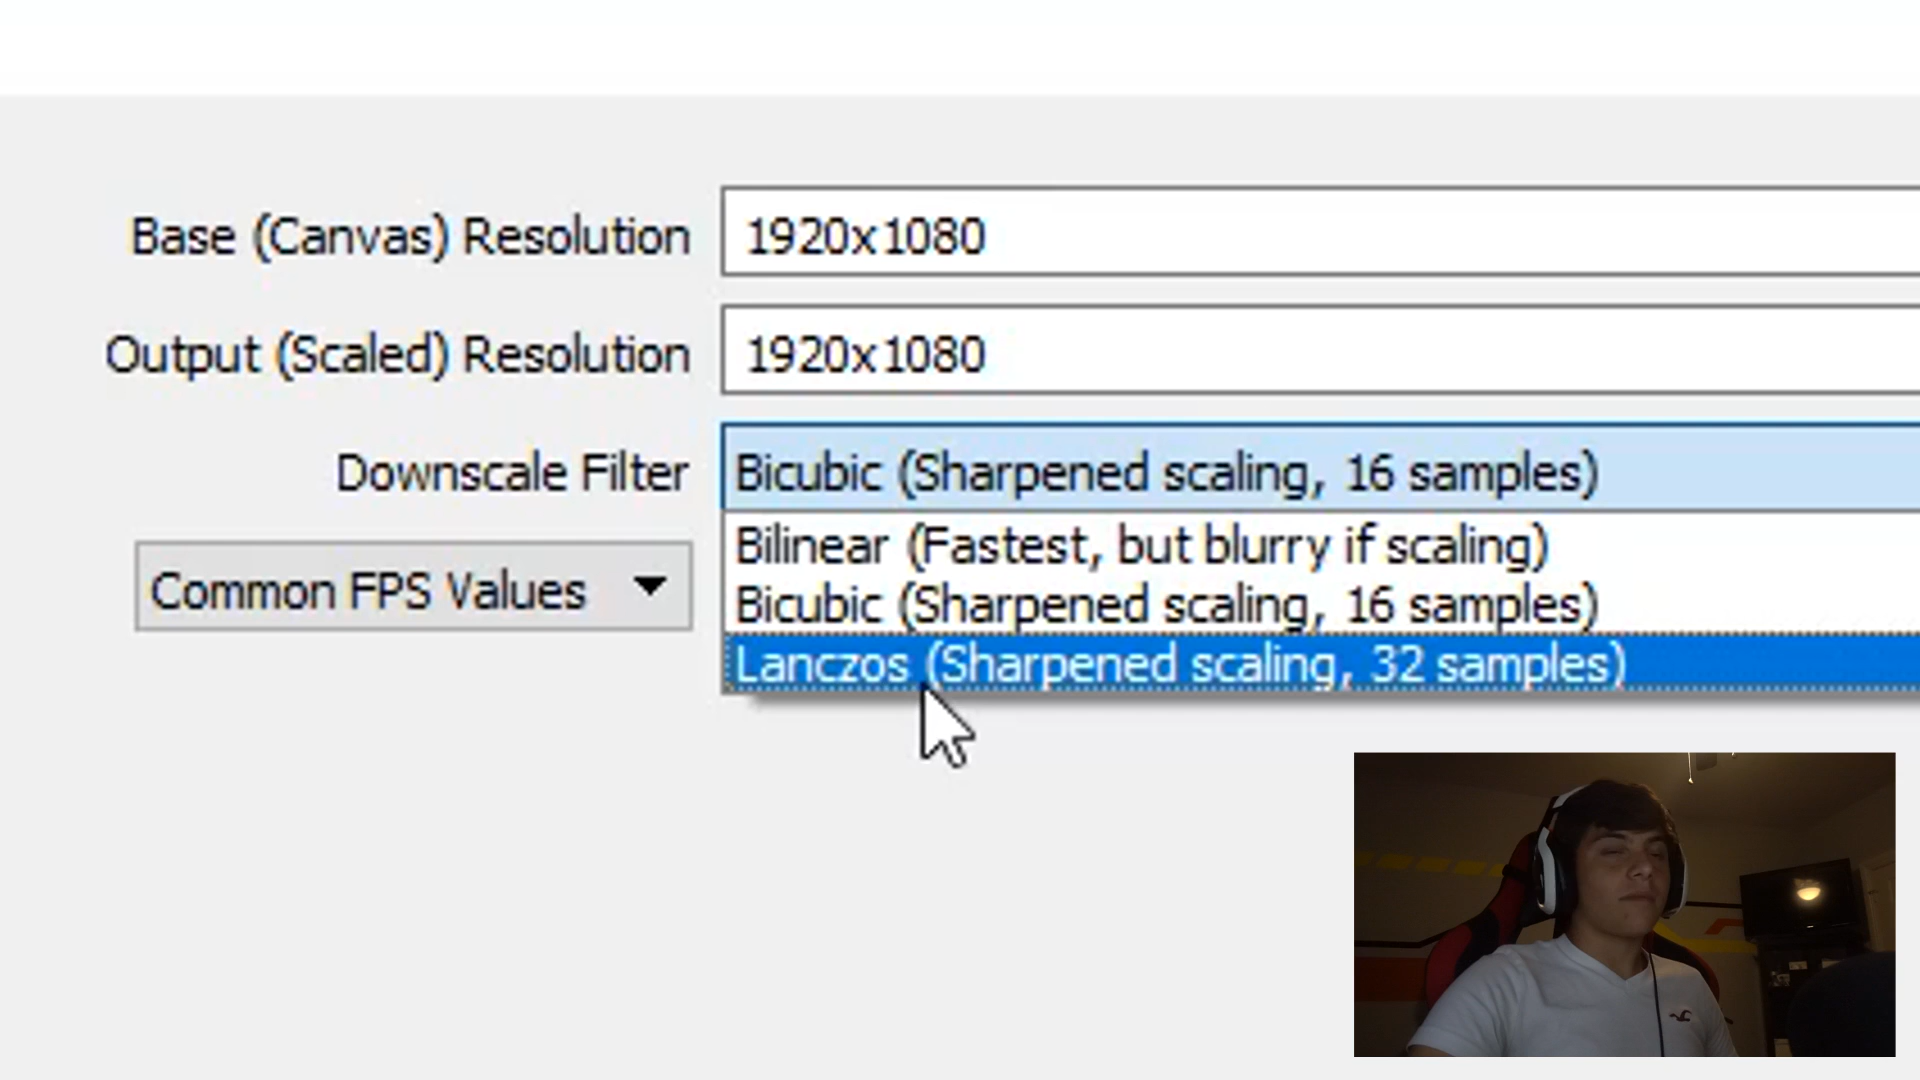 Base (Canvas) Resolution 1920x1080
Output (Scaled) Resolution 1920x1080
Downscale Filter Bicubic (Sharpened scaling, 16 samples)
Bilinear (Fastest, but blurry if scaling)
Common FPS Values
Bicubic (Sharpened scaling, 16 samples)
Lanczos (Sharpened scaling, 32 samples)